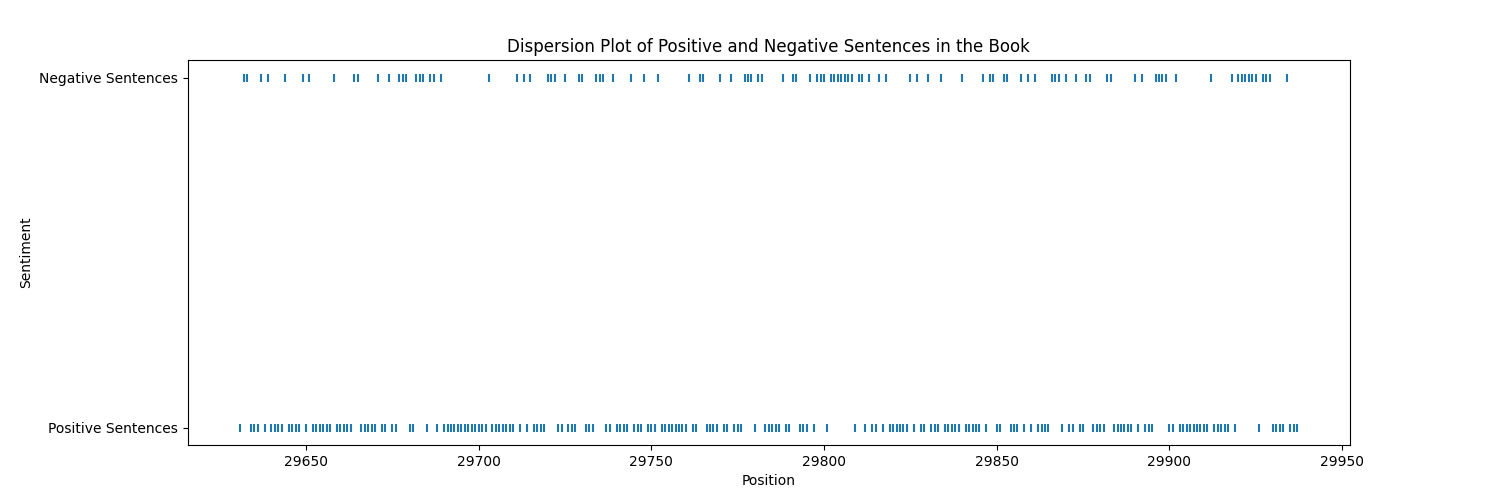 Dispersion Plot of Positive and Negative Sentences in the Book
Negative Sentences
Sentiment
Positive Sentences
29650 29700 29750 29800 29850 29900 29950
Position